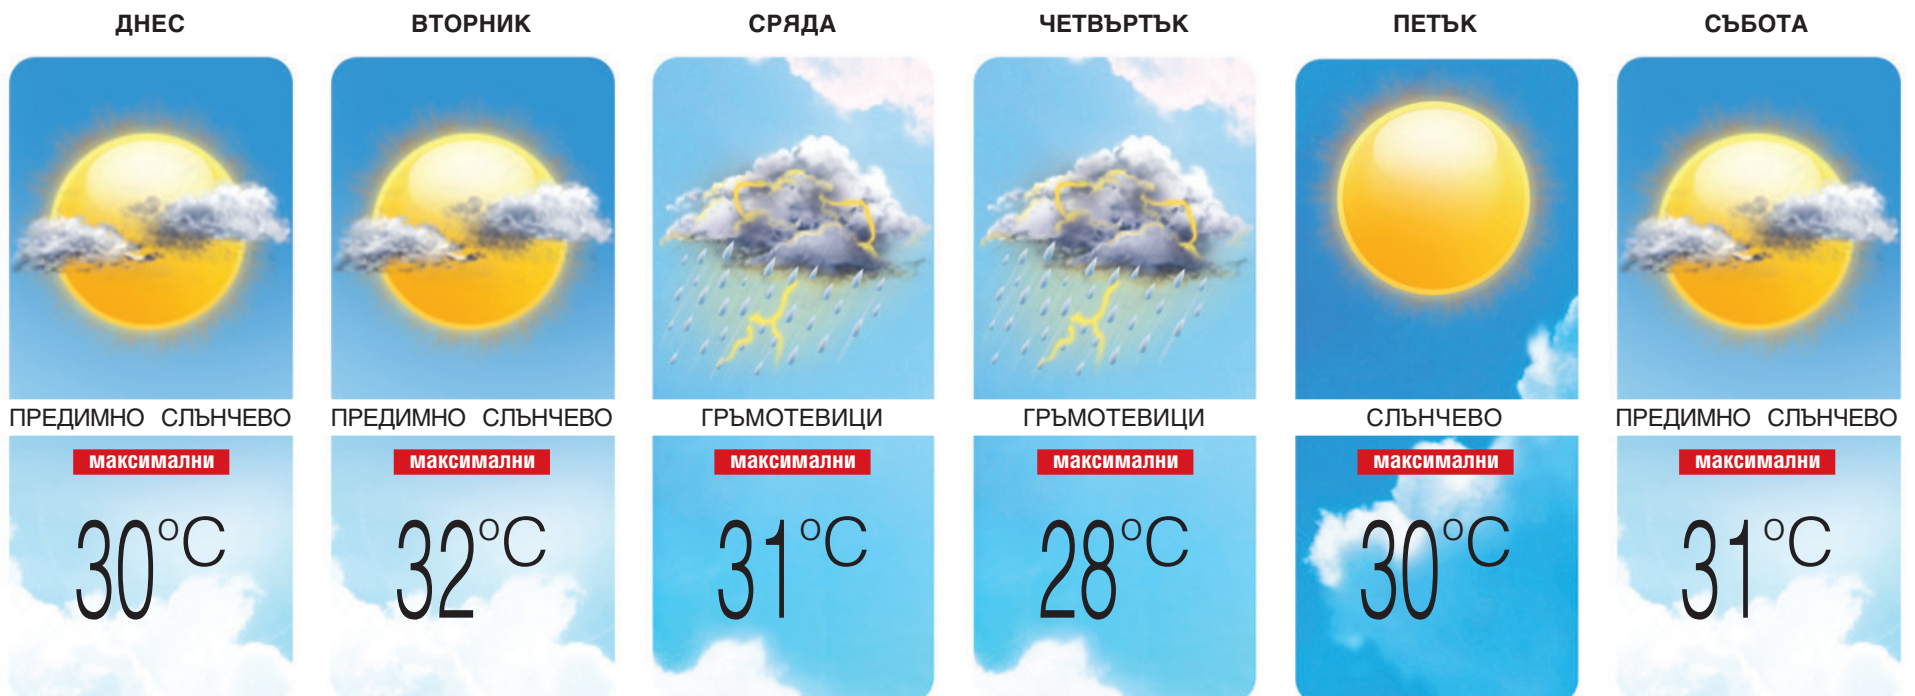 ДНЕС
ВТОРНИК
СРЯДА
ЧЕТВЪРТЪК
ПЕТЪК
СЪБОТА
ПРЕДИМНО СЛЪНЧЕВО
ПРЕДИМНО СЛЪНЧЕВО
ГРЪМОТЕВИЦИ
ГРЪМОТЕВИЦИ
СЛЪНЧЕВО
ПРЕДИМНО СЛЪНЧЕВО
максимални
максимални
максимални
максимални
максимални
максимални
30°C
32°C
31°C
28°C
30°C
31°C